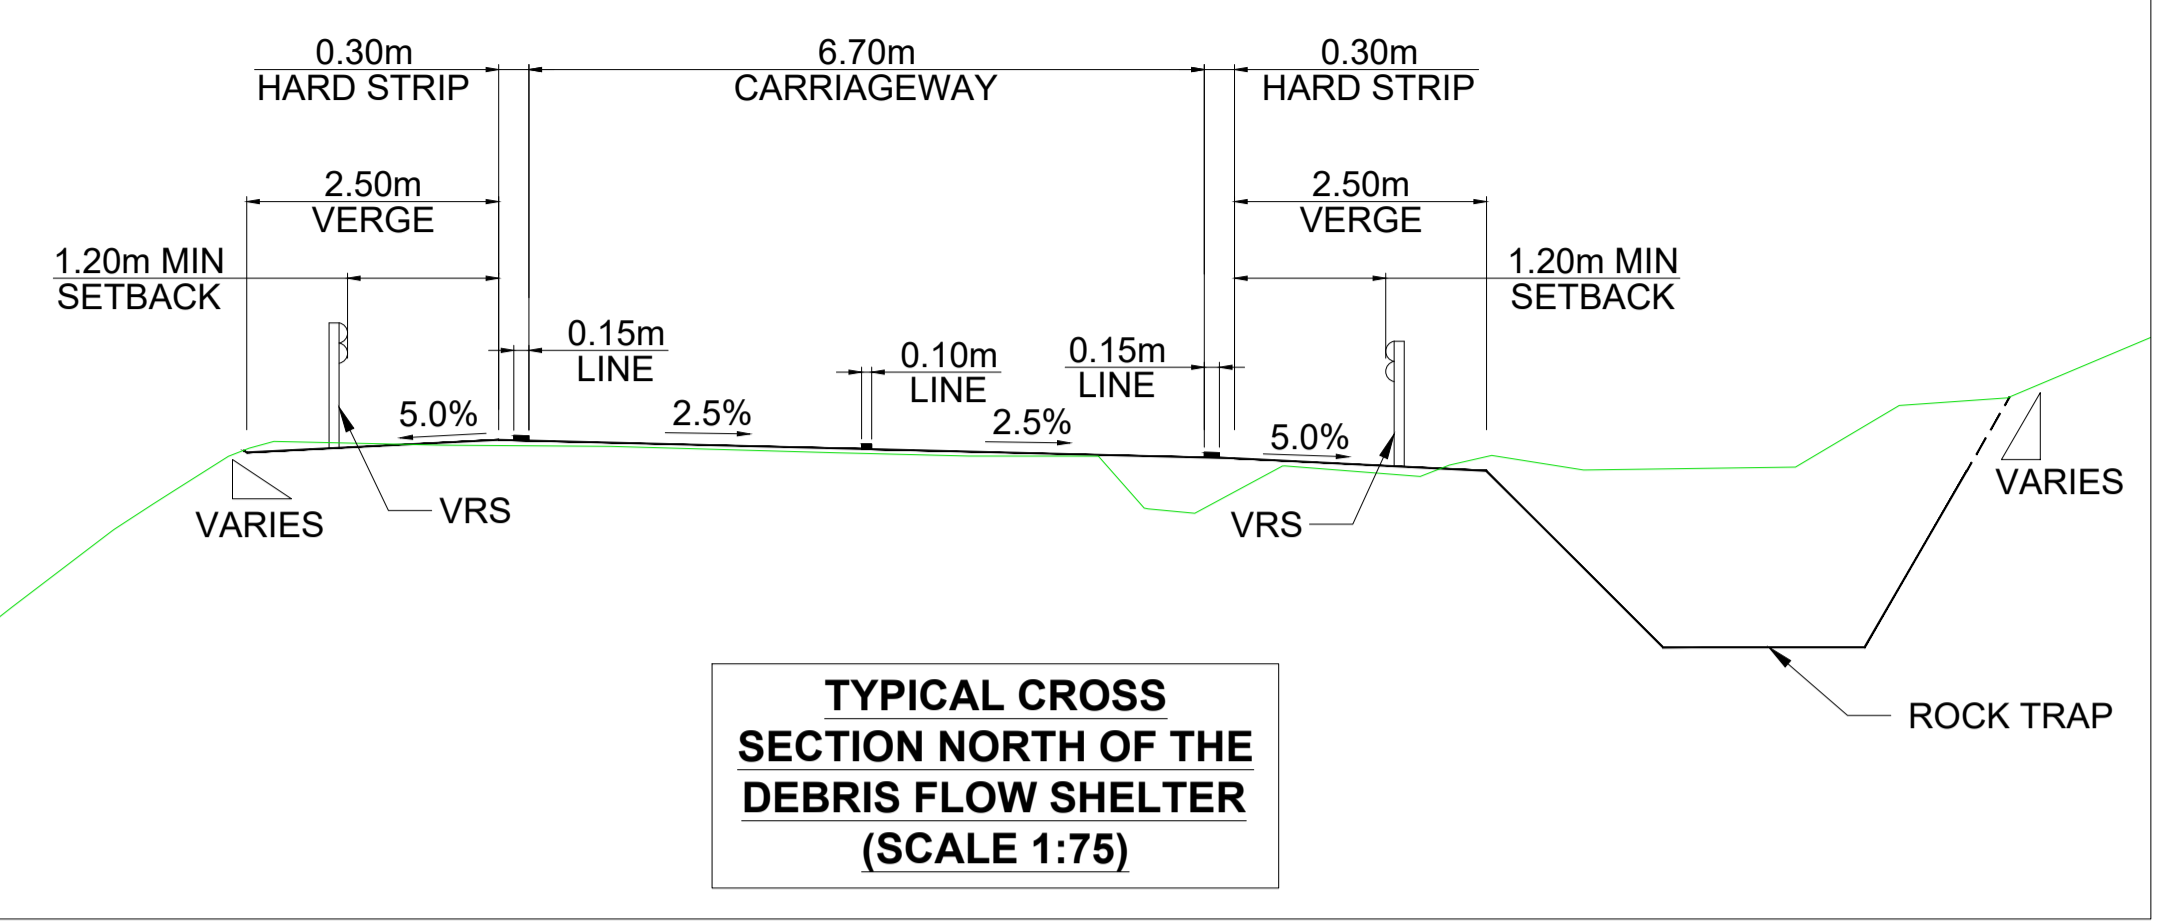 0.30m
HARD STRIP
6.70m
CARRIAGEWAY
0.30m
HARD STRIP
2.50m
VERGE
2.50m
VERGE
1.20m MIN
SETBACK
1.20m MIN
SETBACK
0.15m
LINE
0.10m
LINE
0.15m
LINE
5.0%
2.5%
2.5%
5.0%
VARIES
VRS
VRS
VARIES
ROCK TRAP
TYPICAL CROSS
SECTION NORTH OF THE
DEBRIS FLOW SHELTER
(SCALE 1:75)